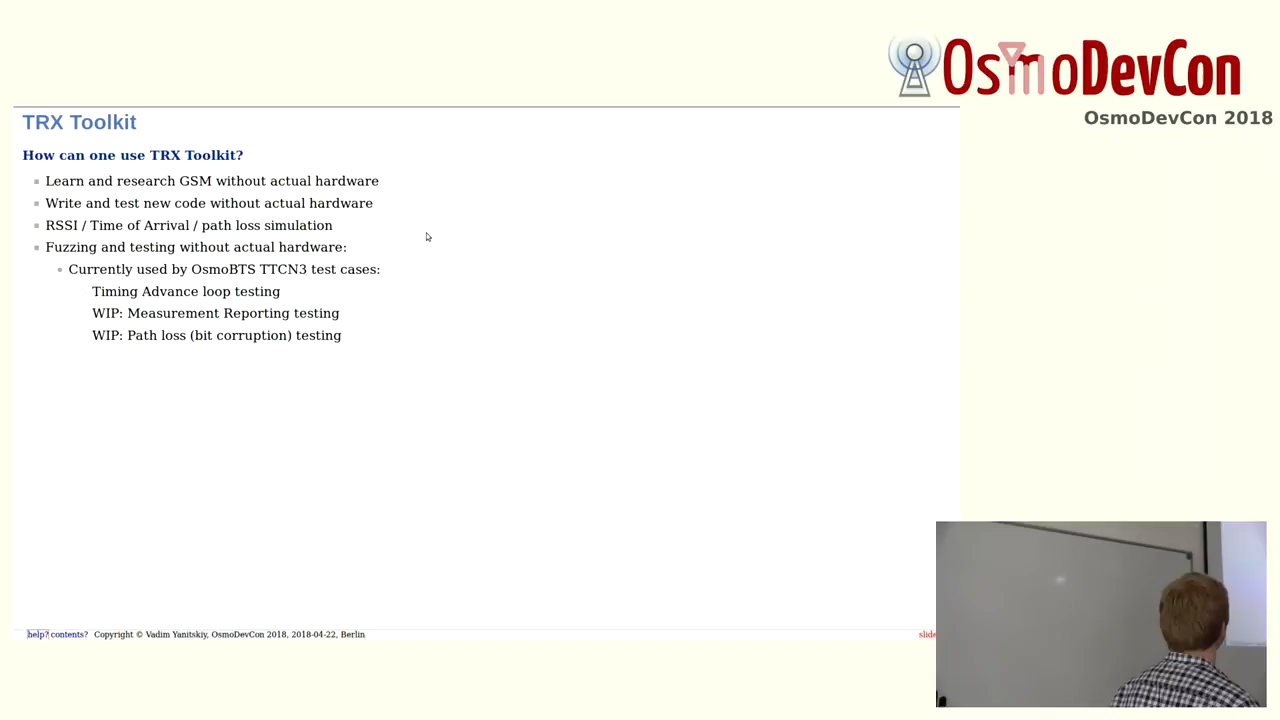 OsmoDevCon
OsmoDevCon 2018
TRX Toolkit
How can one use TRX Toolkit?
Learn and research GSM without actual hardware
Write and test new code without actual hardware
RSSI / Time of Arrival / path loss simulation
Fuzzing and testing without actual hardware:
Currently used by OsmoBTS TTCN3 test cases:
Timing Advance loop testing
WIP: Measurement Reporting testing
WIP: Path loss (bit corruption) testing
help? contents? Copyright © Vadim Yanitskiy, OsmoDevCon 2018, 2018-04-22, Berlin
slide